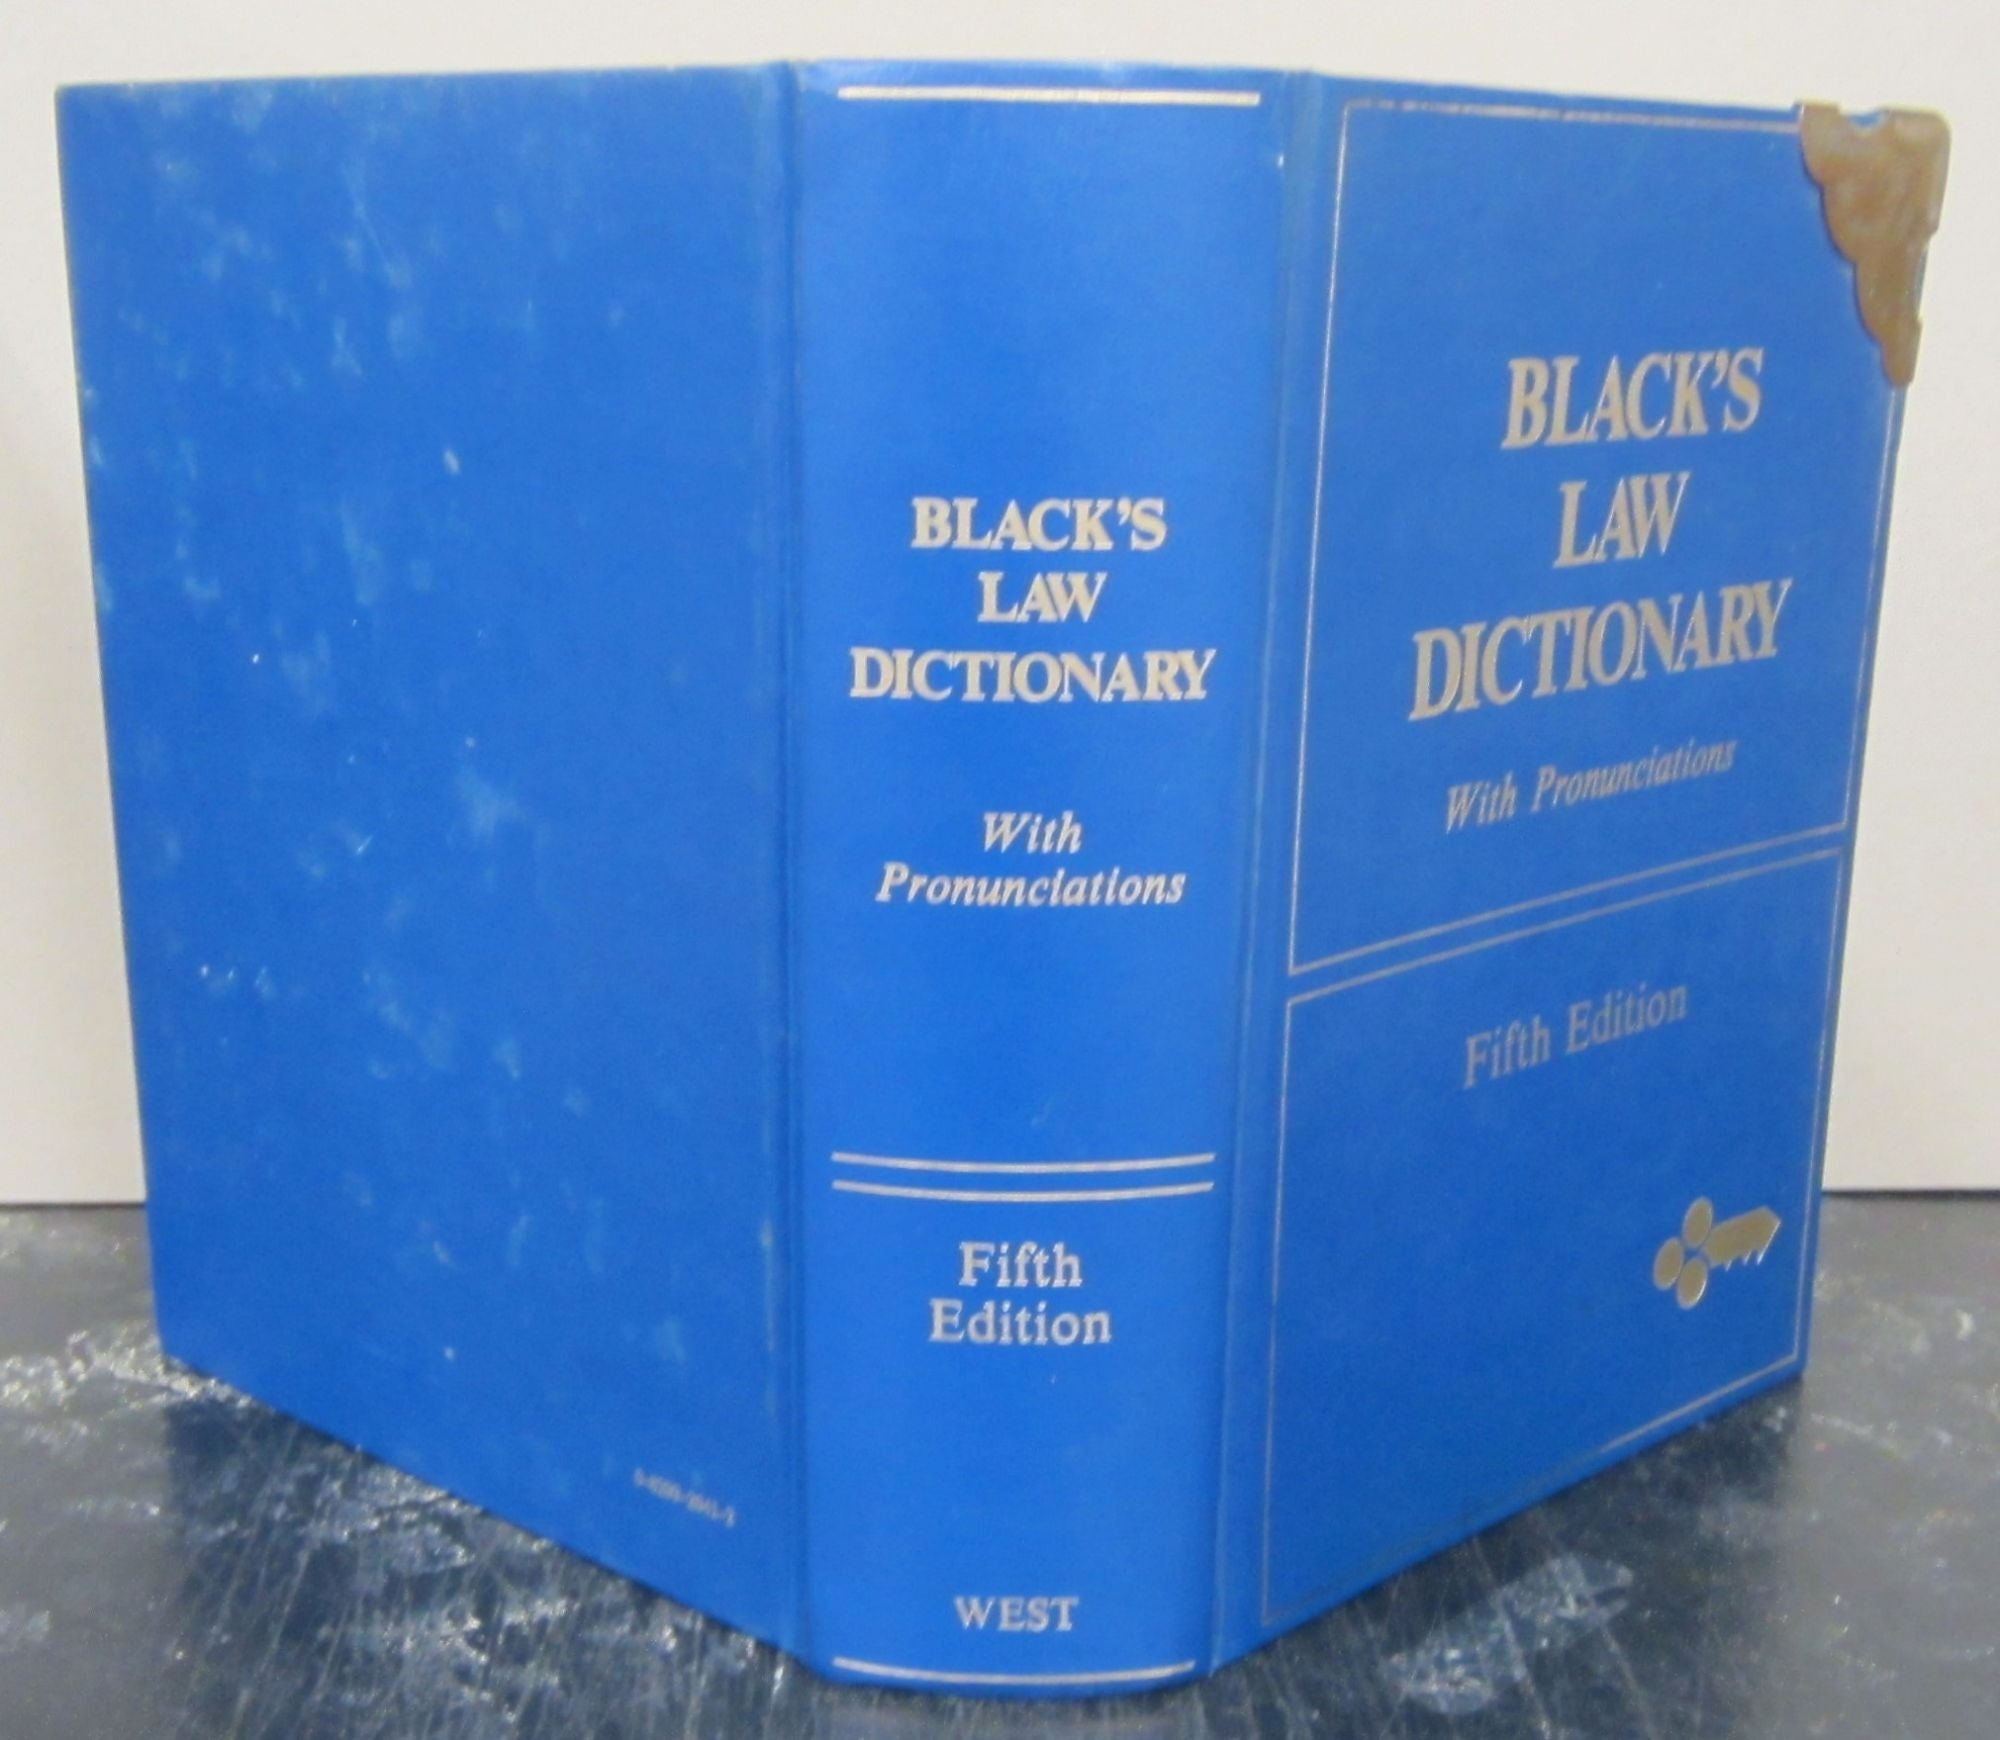 BLACK'S
LAW
DICTIONARY
With
Pronunciations
Fifth
Edition
WEST
BLACK'S
LAW
DICTIONARY
With Pronunciations
Fifth Edition